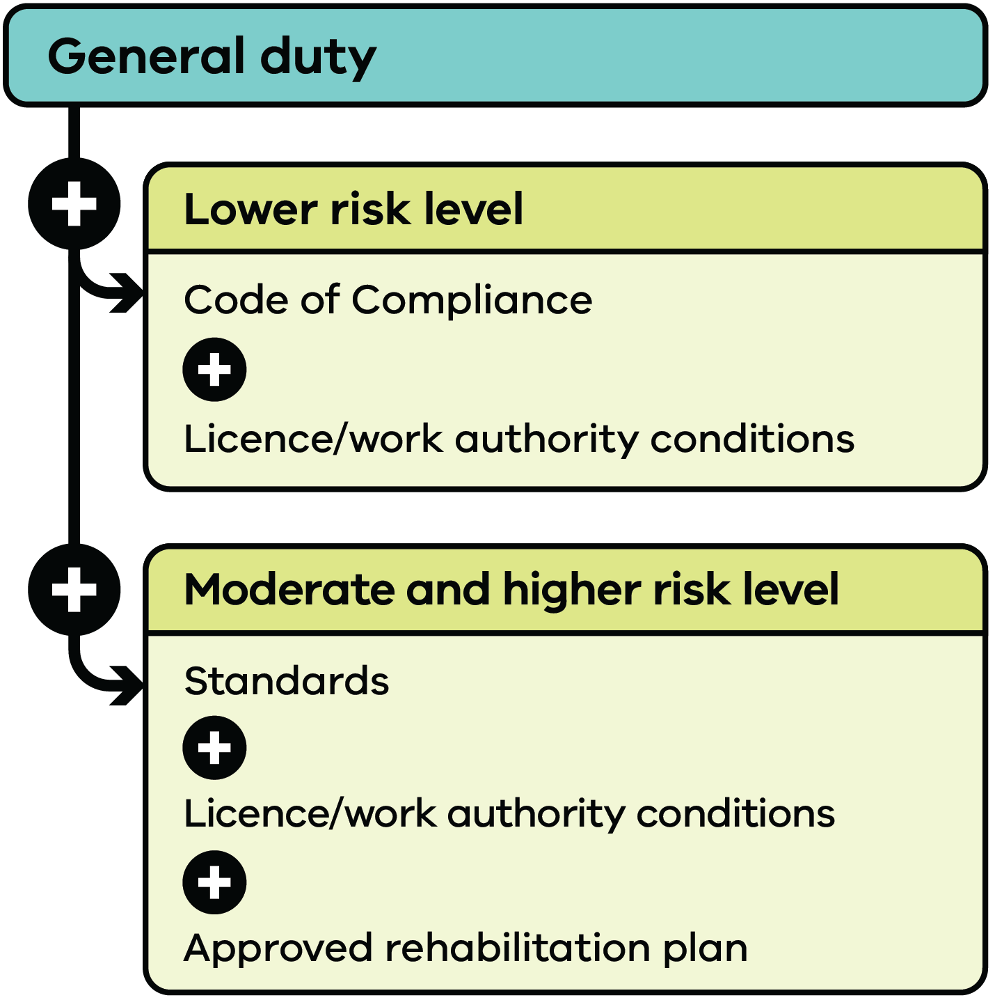 General duty
Lower risk level
Code of Compliance
Licence/work authority conditions
Moderate and higher risk level
Standards
Licence/work authority conditions
Approved rehabilitation plan